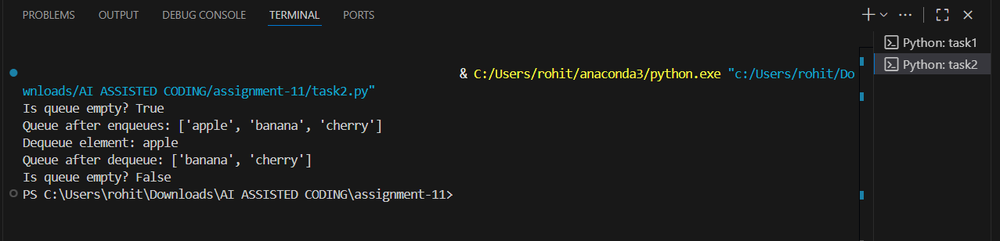 PROBLEMS OUTPUT DEBUG CONSOLE TERMINAL PORTS
Python: task1
Python: task2
& C:/Users/rohit/anaconda3/python.exe "c:/Users/rohit/Do
wnloads/AI ASSISTED CODING/assignment-11/task2.py"
Is queue empty? True
Queue after enqueues: ['apple', 'banana', 'cherry']
Dequeue element: apple
Queue after dequeue: ['banana', 'cherry']
Is queue empty? False
PS C:\Users\rohit\Downloads\AI ASSISTED CODING\assignment-11>